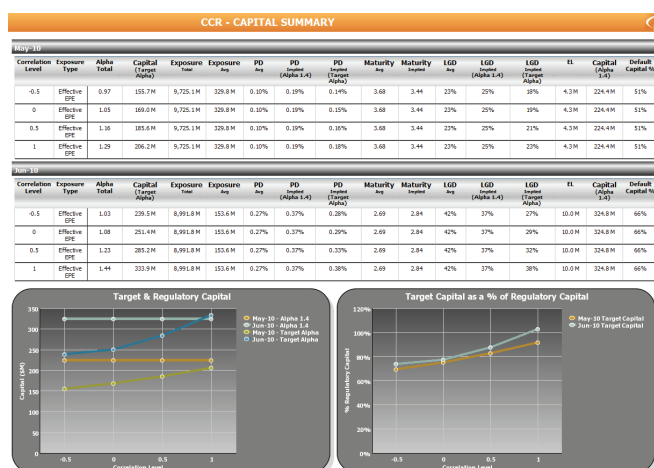 CCR - CAPITAL SUMMARY
May-10
Correlation Level Exposure Type Alpha Total Capital (Target Alpha) Exposure Total Exposure Avg PD Avg PD Implied (Alpha 1.4) PD Implied (Target Alpha) Maturity Avg Maturity Implied LGD Avg LGD Implied (Alpha 1.4) LGD Implied (Target Alpha) EL Capital (Alpha 1.4) Default Capital %
-0.5 Effective EPE 0.97 155.7 M 9,725.1 M 329.8 M 0.10% 0.19% 0.14% 3.68 3.44 23% 25% 18% 4.3 M 224.4 M 51%
0 Effective EPE 1.05 169.0 M 9,725.1 M 329.8 M 0.10% 0.19% 0.15% 3.68 3.44 23% 25% 19% 4.3 M 224.4 M 51%
0.5 Effective EPE 1.16 185.6 M 9,725.1 M 329.8 M 0.10% 0.19% 0.16% 3.68 3.44 23% 25% 21% 4.3 M 224.4 M 51%
1 Effective EPE 1.29 206.2 M 9,725.1 M 329.8 M 0.10% 0.19% 0.18% 3.68 3.44 23% 25% 23% 4.3 M 224.4 M 51%
Jun-10
Correlation Level Exposure Type Alpha Total Capital (Target Alpha) Exposure Total Exposure Avg PD Avg PD Implied (Alpha 1.4) PD Implied (Target Alpha) Maturity Avg Maturity Implied LGD Avg LGD Implied (Alpha 1.4) LGD Implied (Target Alpha) EL Capital (Alpha 1.4) Default Capital %
-0.5 Effective EPE 1.03 239.5 M 8,991.8 M 153.6 M 0.27% 0.37% 0.28% 2.69 2.84 42% 37% 27% 10.0 M 324.8 M 66%
0 Effective EPE 1.08 251.4 M 8,991.8 M 153.6 M 0.27% 0.37% 0.29% 2.69 2.84 42% 37% 29% 10.0 M 324.8 M 66%
0.5 Effective EPE 1.23 285.2 M 8,991.8 M 153.6 M 0.27% 0.37% 0.33% 2.69 2.84 42% 37% 32% 10.0 M 324.8 M 66%
1 Effective EPE 1.44 333.9 M 8,991.8 M 153.6 M 0.27% 0.37% 0.38% 2.69 2.84 42% 37% 38% 10.0 M 324.8 M 66%
Target & Regulatory Capital
May-10 - Alpha 1.4
Jun-10 - Alpha 1.4
May-10 - Target Alpha
Jun-10 - Target Alpha
Capital ($M)
350
300
250
200
150
100
50
0
-0.5 0 0.5 1
Correlation Level
Target Capital as a % of Regulatory Capital
May-10 Target Capital
Jun-10 Target Capital
% Regulatory Capital
120%
100%
80%
60%
40%
20%
0%
-0.5 0 0.5 1
Correlation Level